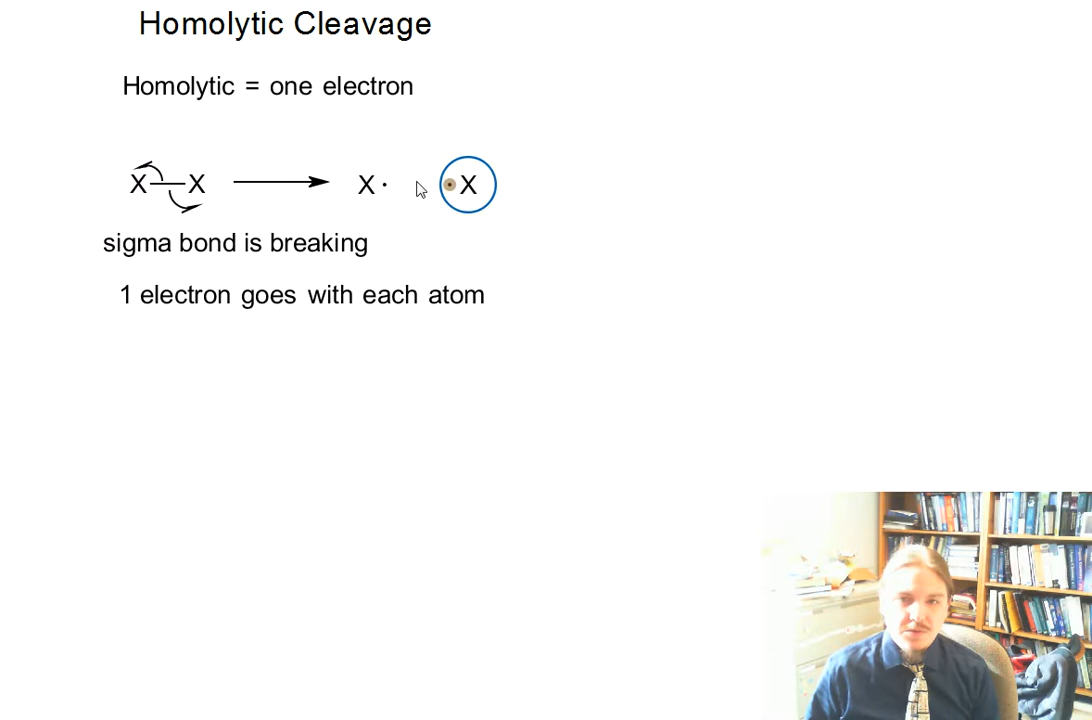 Homolytic Cleavage
Homolytic = one electron
X—X → X· ·X
sigma bond is breaking
1 electron goes with each atom